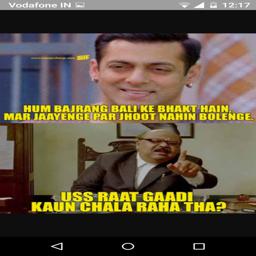 Vodafone IN
12:17
HUM BAJRANG BALI KE BHAKT HAIN,
MAR JAAYENGE PAR JHOOT NAHIN BOLENGE.
USS RAAT GAADI
KAUN CHALA RAHA THA?